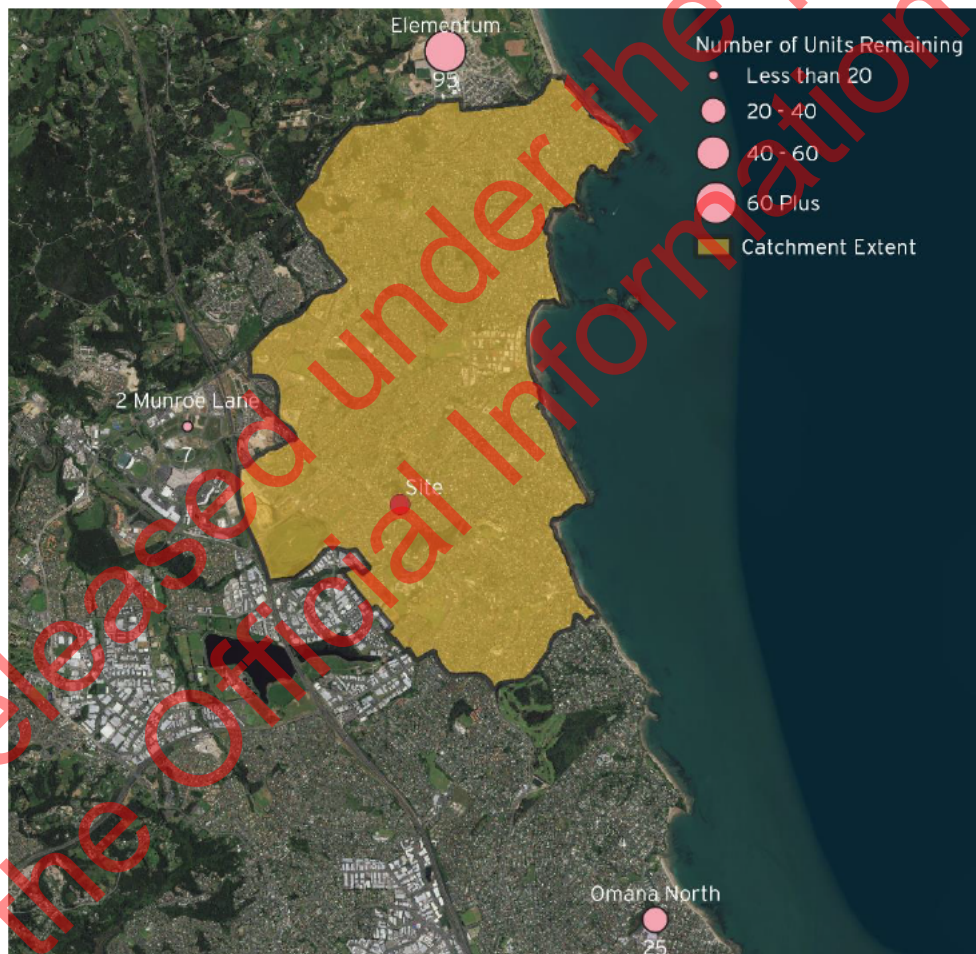 Elementum
95
Number of Units Remaining
Less than 20
20 - 40
40 - 60
60 Plus
Catchment Extent
2 Munroe Lane
7
Site
Omana North
25
eleased under the
the Official Information